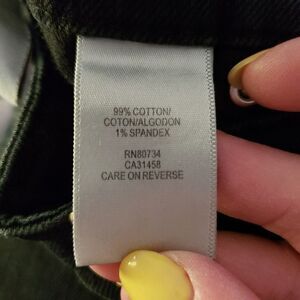 99% COTTON/
COTON/ALGODON
1% SPANDEX
RN80734
CA31458
CARE ON REVERSE